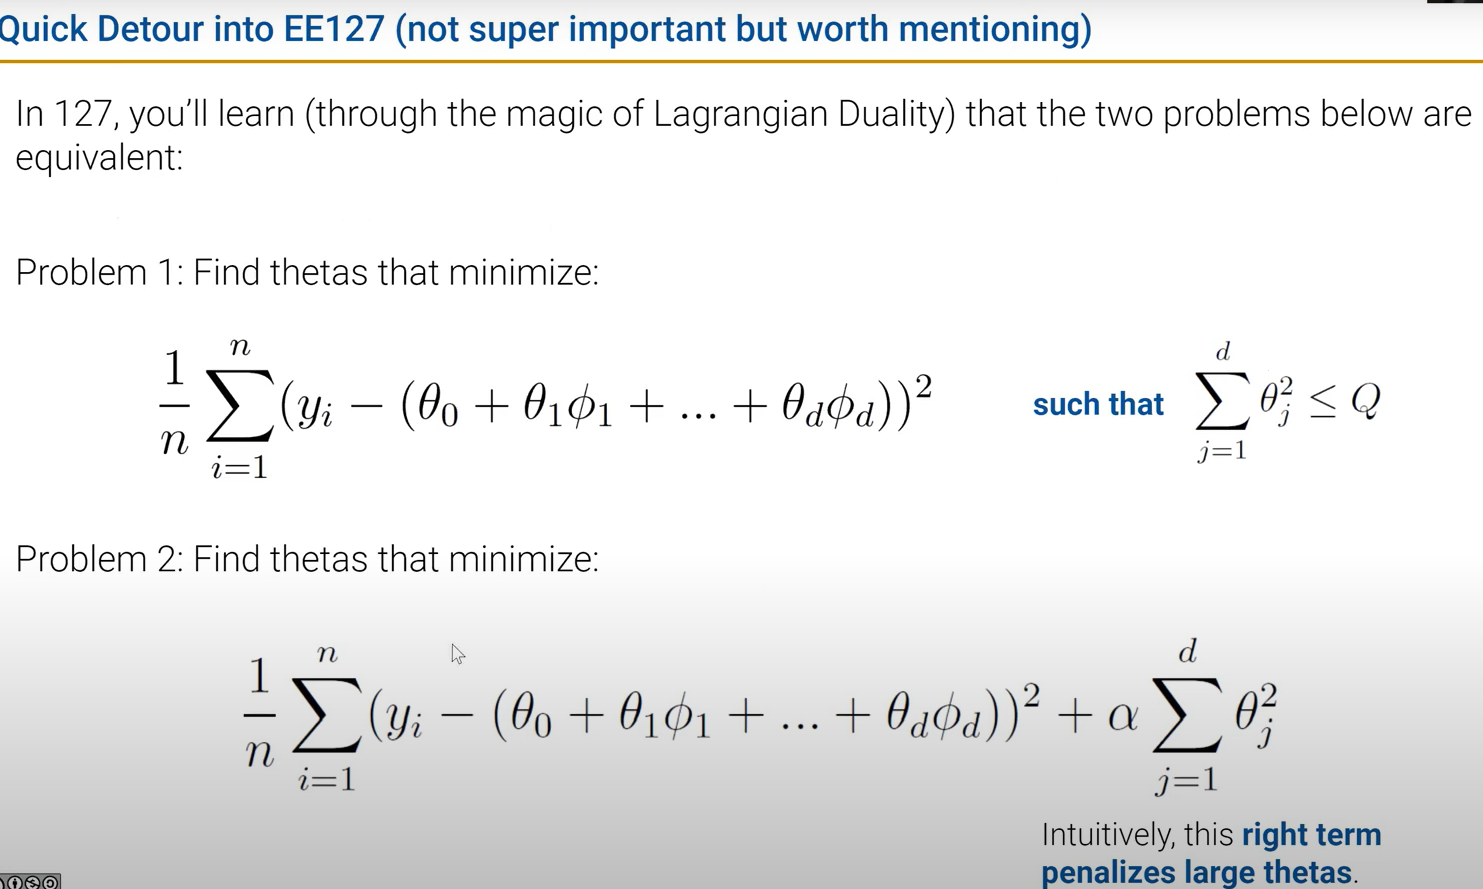 Quick Detour into EE127 (not super important but worth mentioning)
In 127, you'll learn (through the magic of Lagrangian Duality) that the two problems below are
equivalent:
Problem 1: Find thetas that minimize:
$\frac{1}{n} \sum_{i=1}^{n} (y_i - (\theta_0 + \theta_1 \phi_1 + ... + \theta_d \phi_d))^2$ such that $\sum_{j=1}^{d} \theta_j^2 \leq Q$
Problem 2: Find thetas that minimize:
$\frac{1}{n} \sum_{i=1}^{n} (y_i - (\theta_0 + \theta_1 \phi_1 + ... + \theta_d \phi_d))^2 + \alpha \sum_{j=1}^{d} \theta_j^2$
Intuitively, this right term
penalizes large thetas.